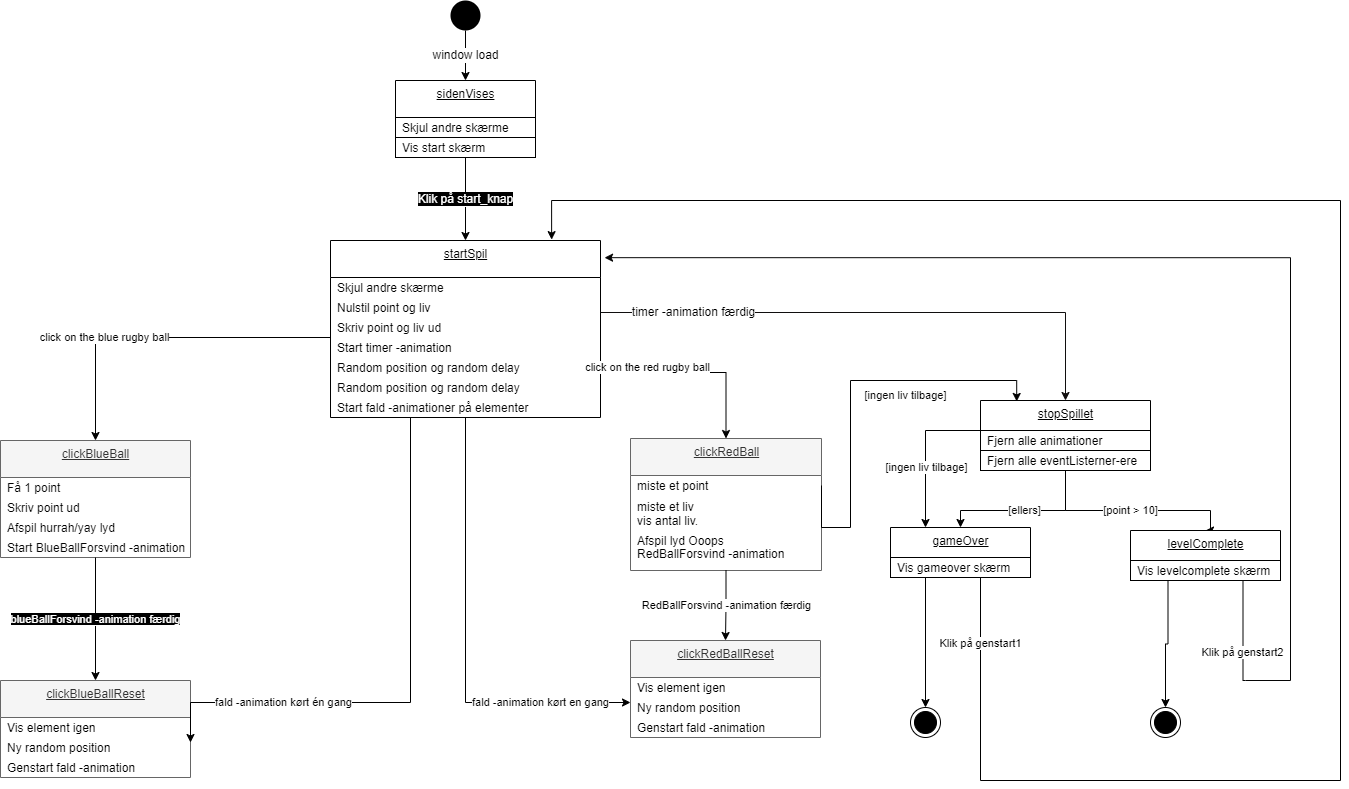 window load
sidenVises
Skjul andre skærme
Vis start skærm
Klik på start_knap
startSpil
Skjul andre skærme
Nulstil point og liv
Skriv point og liv ud
Start timer -animation
Random position og random delay
Random position og random delay
Start fald -animationer på elementer
timer -animation færdig
click on the blue rugby ball
click on the red rugby ball
[ingen liv tilbage]
stopSpillet
Fjern alle animationer
Fjern alle eventListerner-ere
clickBlueBall
Få 1 point
Skriv point ud
Afspil hurrah/yay lyd
Start BlueBallForsvind -animation
clickRedBall
miste et point
miste et liv
vis antal liv.
Afspil lyd Ooops
RedBallForsvind -animation
[ingen liv tilbage]
[ellers]
[point > 10]
gameOver
Vis gameover skærm
levelComplete
Vis levelcomplete skærm
blueBallForsvind -animation færdig
RedBallForsvind -animation færdig
Klik på genstart1
Klik på genstart2
clickBlueBallReset
Vis element igen
Ny random position
Genstart fald -animation
fald -animation kørt én gang
fald -animation kørt en gang
clickRedBallReset
Vis element igen
Ny random position
Genstart fald -animation